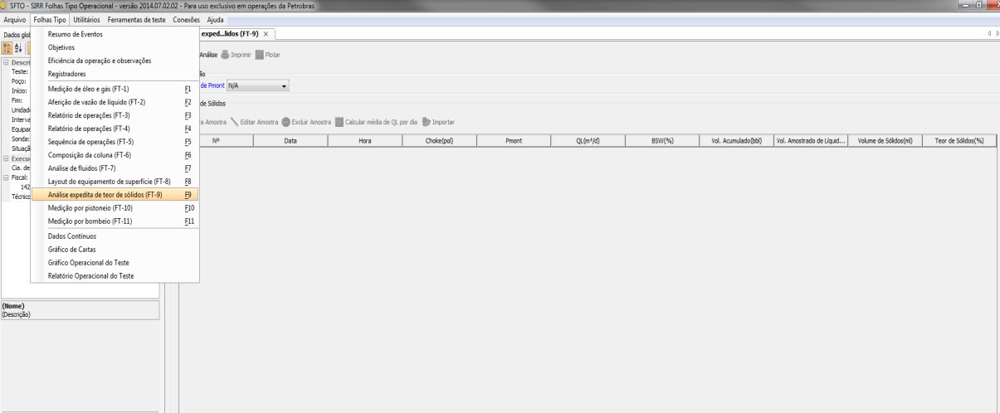 SFTO - SIRR Folhas Tipo Operacional - versão 2014.07.02.02 - Para uso exclusivo em operações da Petrobras
Arquivo Folhas Tipo Utilitários Ferramentas de teste Conexões Ajuda
Dados glob
exped...lidos (FT-9)
Resumo de Eventos
Objetivos
Eficiência da operação e observações
Registradores
Medição de óleo e gás (FT-1) F1
Aferição de vazão de líquido (FT-2) F2
Relatório de operações (FT-3) F3
Relatório de operações (FT-4) F4
Sequência de operações (FT-5) F5
Composição da coluna (FT-6) F6
Análise de fluidos (FT-7) F7
Layout do equipamento de superfície (FT-8) F8
Análise expedita de teor de sólidos (FT-9) F9
Medição por pistoneio (FT-10) F10
Medição por bombeio (FT-11) F11
Dados Contínuos
Gráfico de Cartas
Gráfico Operacional do Teste
Relatório Operacional do Teste
Descri
Teste:
Poço:
Início:
Fim:
Unidade
Interva
Equipar
Sonda:
Situaçã
Execu
Cia. de
Fiscal:
142
Técnico
(Nome)
(Descrição)
Análise Imprimir Plotar
ão
de Pmont N/A
de Sólidos
ra Amostra Editar Amostra Excluir Amostra Calcular média de QL por dia Importar
Nº Data Hora Choke(pol) Pmont QL(m³/d) BSW(%) Vol. Acumulado(bbl) Vol. Amostrado de Líquid... Volume de Sólidos(ml) Teor de Sólidos(%)